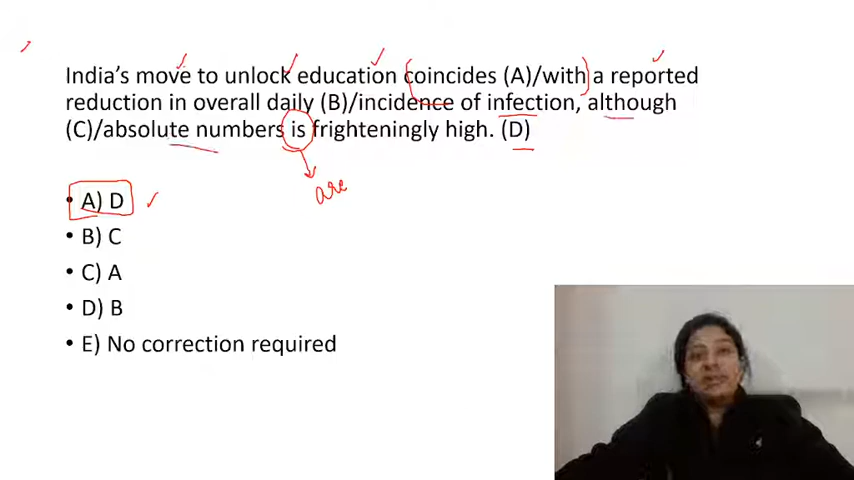 India's move to unlock education coincides (A)/with a reported
reduction in overall daily (B)/incidence of infection, although
(C)/absolute numbers is frighteningly high. (D)
are
• A) D
• B) C
• C) A
• D) B
• E) No correction required